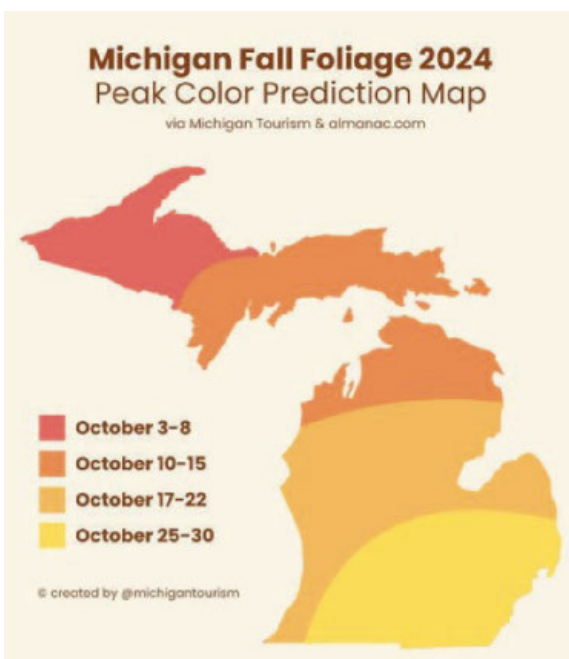 Michigan Fall Foliage 2024
Peak Color Prediction Map
via Michigan Tourism & almanac.com
October 3-8
October 10-15
October 17-22
October 25-30
© created by @michigantourism